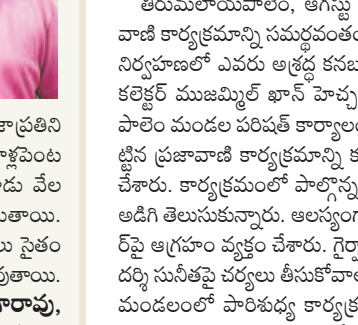 తిరుమలాయపాలెం, ఆగస్టు
వాణి కార్యక్రమాన్ని సమర్థవంతం
నిర్వహణలో ఎవరు అశ్రద్ధ కనబ
కలెక్టర్ ముజమ్మిల్ ఖాన్ హెచ్చ
పాలెం మండల పరిషత్ కార్యాలం
ట్టిన ప్రజావాణి కార్యక్రమాన్ని క
చేశారు. కార్యక్రమంలో పాల్గొన్న
అడిగి తెలుసుకున్నారు. ఆలస్యంగ
ర్‌పై ఆగ్రహం వ్యక్తం చేశారు. గైర్హా
దర్శి సునీతపై చర్యలు తీసుకోవాల
మండలంలో పారిశుధ్య కార్యక్ర
జాప్రతిని
ాళ్లపెంట
డు వేల
ుతాయి.
లు సైతం
వుతాయి.
ారావు,